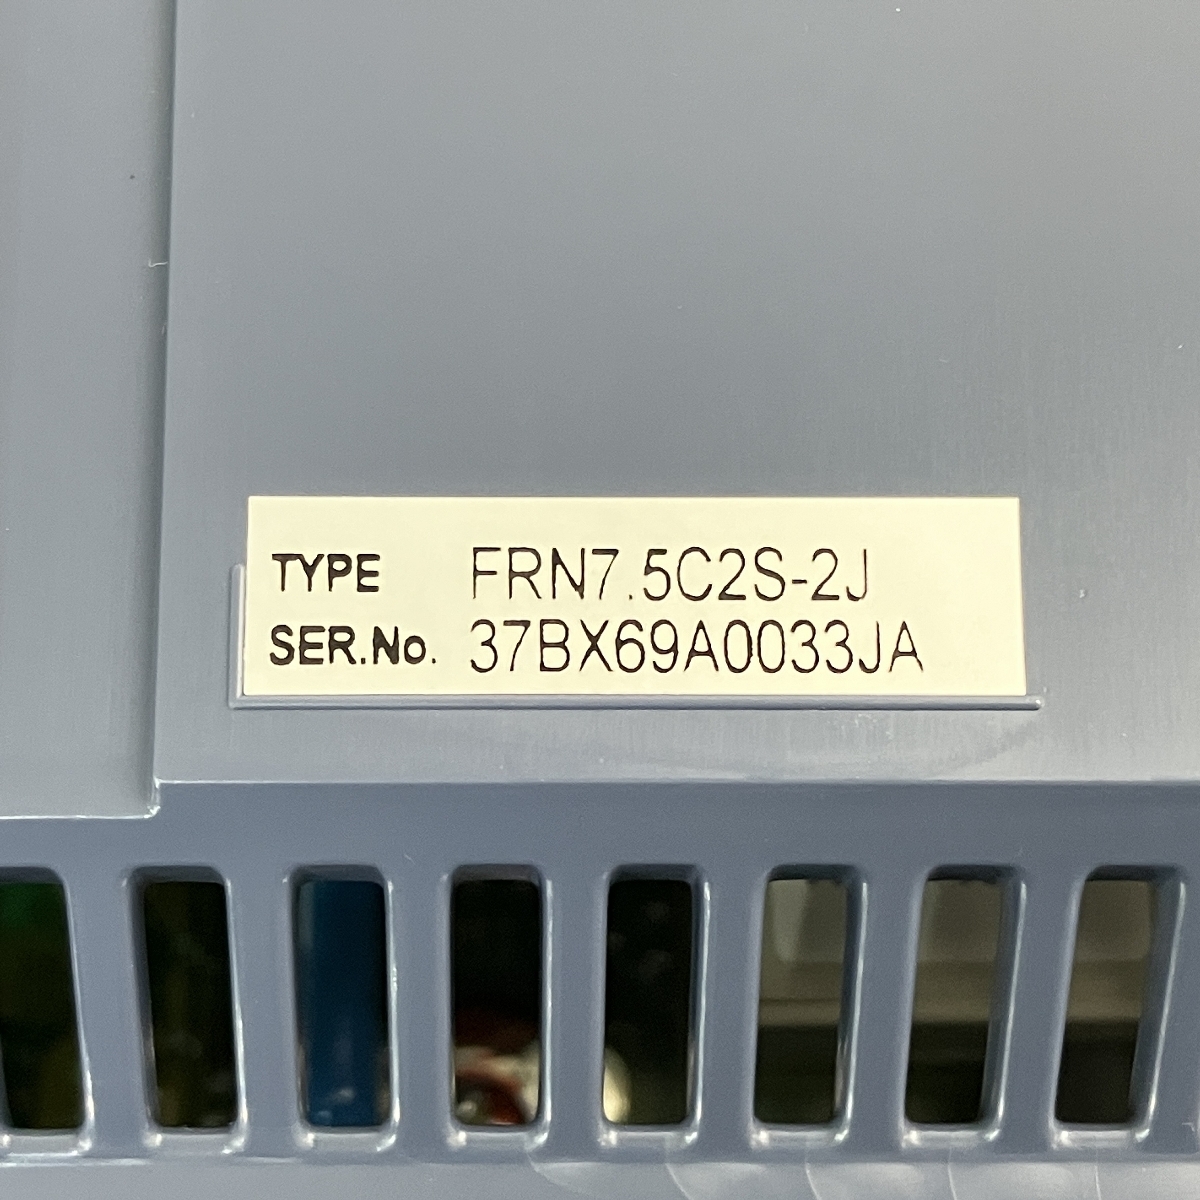 TYPE FRN7.5C2S-2J
SER.No. 37BX69A0033JA